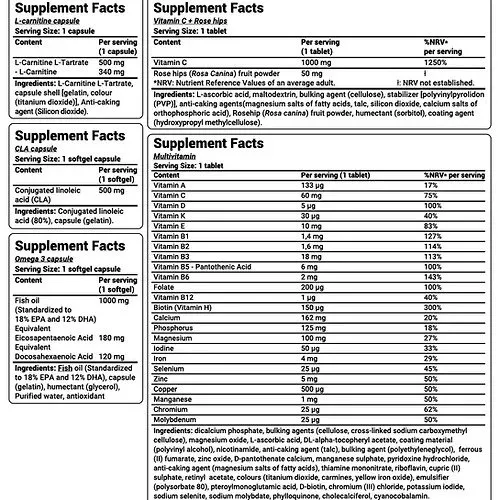 Supplement Facts
L-carnitine capsule
Serving Size: 1 capsule
Content Per serving
(1 capsule)
L-Carnitine L-Tartrate 500 mg
- L-Carnitine 340 mg
Ingredients: L-Carnitine L-Tartrate,
capsule shell [gelatin, colour
(titanium dioxide)], Anti-caking
agent (Silicon dioxide).
Supplement Facts
CLA capsule
Serving Size: 1 softgel capsule
Content Per serving
(1 softgel)
Conjugated linoleic 500 mg
acid (CLA)
Ingredients: Conjugated linoleic
acid (80%), capsule (gelatin).
Supplement Facts
Omega 3 capsule
Serving Size: 1 softgel capsule
Content Per serving
(1 softgel)
Fish oil 1000 mg
(Standardized to
18% EPA and 12% DHA)
Equivalent
Eicosapentaenoic Acid 180 mg
Equivalent
Docosahexaenoic Acid 120 mg
Ingredients: Fish oil (Standardized
to 18% EPA and 12% DHA), capsule
(gelatin), humectant (glycerol),
Purified water, antioxidant
Supplement Facts
Vitamin C + Rose hips
Serving Size: 1 tablet
Content Per serving %NRV*
(1 tablet) per serving
Vitamin C 1000 mg 1250%
Rose hips (Rosa Canina) fruit powder 50 mg ł
*NRV: Nutrient Reference Values of an average adult. ł: NRV not established.
Ingredients: L-ascorbic acid, maltodextrin, bulking agent (cellulose), stabilizer [polyvinylpyrolidon
(PVP)], anti-caking agents(magnesium salts of fatty acids, talc, silicon dioxide, calcium salts of
orthophosphoric acid), Rosehip (Rosa canina) fruit powder, humectant (sorbitol), coating agent
(hydroxypropyl methylcellulose).
Supplement Facts
Multivitamin
Serving Size: 1 tablet
Content Per serving (1 tablet) %NRV* per serving
Vitamin A 133 µg 17%
Vitamin C 60 mg 75%
Vitamin D 5 µg 100%
Vitamin K 30 µg 40%
Vitamin E 10 mg 83%
Vitamin B1 1,4 mg 127%
Vitamin B2 1,6 mg 114%
Vitamin B3 18 mg 113%
Vitamin B5 - Pantothenic Acid 6 mg 100%
Vitamin B6 2 mg 143%
Folate 200 µg 100%
Vitamin B12 1 µg 40%
Biotin (Vitamin H) 150 µg 300%
Calcium 162 mg 20%
Phosphorus 125 mg 18%
Magnesium 100 mg 27%
Iodine 50 µg 33%
Iron 4 mg 29%
Selenium 25 µg 45%
Zinc 5 mg 50%
Copper 500 µg 50%
Manganese 1 mg 50%
Chromium 25 µg 62%
Molybdenum 25 µg 50%
Ingredients: dicalcium phosphate, bulking agents (cellulose, cross-linked sodium carboxymethyl
cellulose), magnesium oxide, L-ascorbic acid, DL-alpha-tocopheryl acetate, coating material
(polyvinyl alcohol), nicotinamide, anti-caking agent (talc), bulking agent (polyethyleneglycol), ferrous
(II) fumarate, zinc oxide, D-pantothenate calcium, manganese sulphate, pyridoxine hydrochloride,
anti-caking agent (magnesium salts of fatty acids), thiamine mononitrate, riboflavin, cupric (II)
sulphate, retinyl acetate, colours (titanium dioxide, carmines, yellow iron oxide), emulsifier
(polysorbate 80), pteroylmonoglutamic acid, D-biotin, chromium (III) chloride, potassium iodide,
sodium selenite, sodium molybdate, phylloquinone, cholecalciferol, cyanocobalamin.